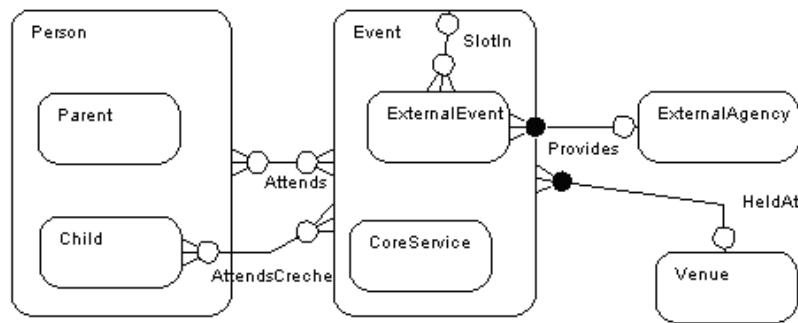 Person
Event
SlotIn
Parent
ExternalEvent
ExternalAgency
Provides
Attends
HeldAt
Child
CoreService
AttendsCreche
Venue